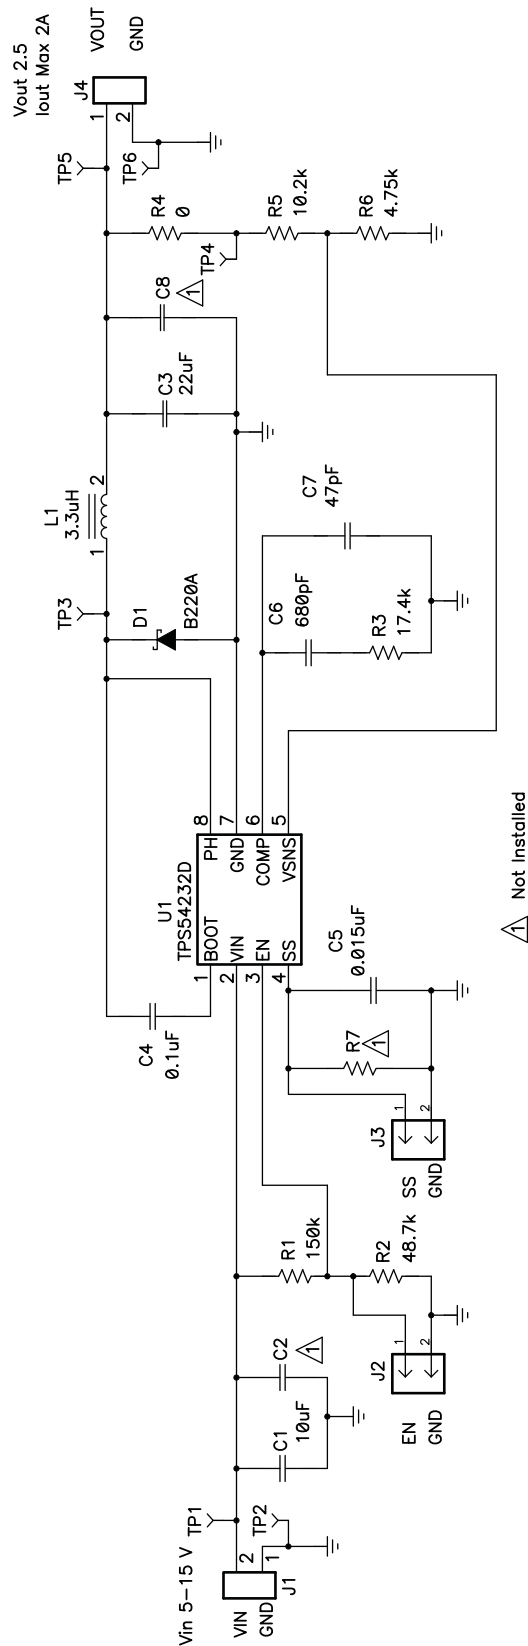 Vin 5-15 V
VIN
GND
J1
2
1
TP1
TP2
C1
10uF
C2
1
EN
GND
J2
1
2
R1
150k
R2
48.7k
SS
GND
J3
1
2
R7
1
C5
0.015uF
C4
0.1uF
U1
TPS54232D
1
BOOT
2
VIN
3
EN
4
SS
8
PH
7
GND
6
COMP
5
VSNS
D1
B220A
TP3
L1
3.3uH
1
2
C6
680pF
R3
17.4k
C7
47pF
C3
22uF
C8
1
TP4
R4
0
R5
10.2k
R6
4.75k
TP5
TP6
J4
1
2
VOUT
GND
Vout 2.5
Iout Max 2A
1 Not Installed